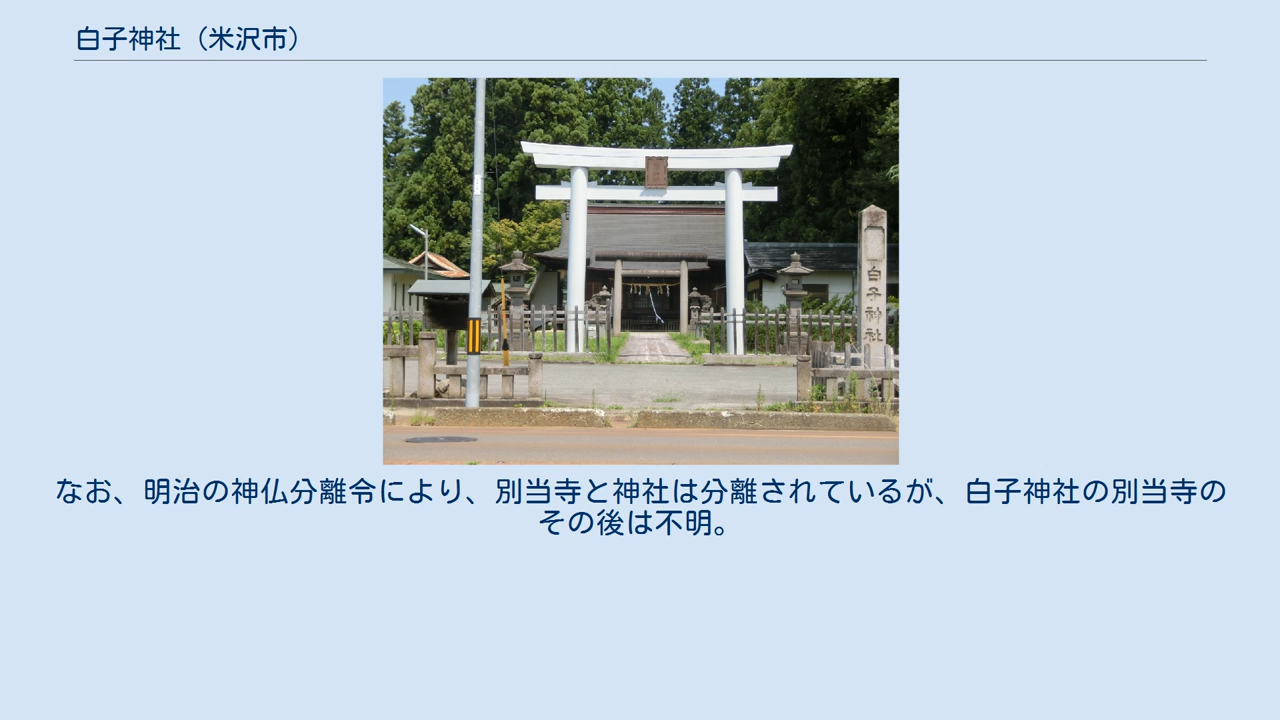 白子神社（米沢市）
白子神社
なお、明治の神仏分離令により、別当寺と神社は分離されているが、白子神社の別当寺の
その後は不明。